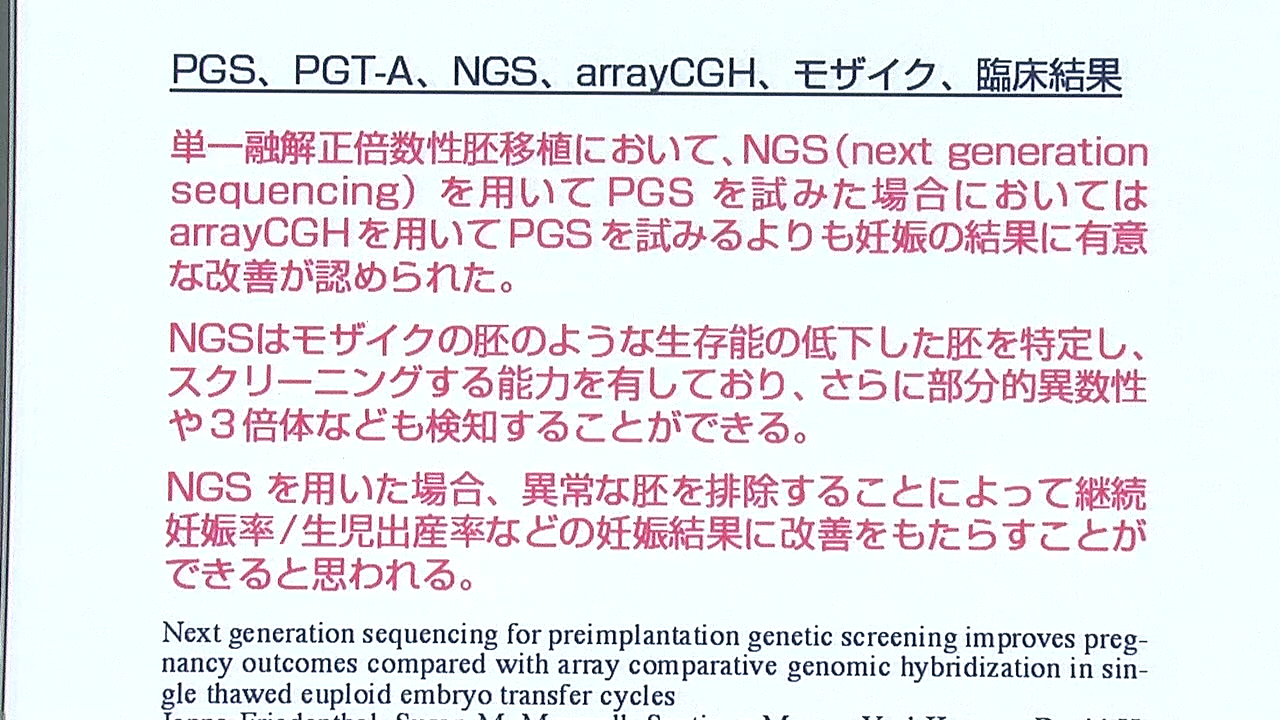 PGS、PGT-A、NGS、arrayCGH、モザイク、臨床結果
単一融解正倍数性胚移植において、NGS(next generation
sequencing) を用いて PGS を試みた場合においては
arrayCGHを用いてPGSを試みるよりも妊娠の結果に有意
な改善が認められた。
NGSはモザイクの胚のような生存能の低下した胚を特定し、
スクリーニングする能力を有しており、さらに部分的異数性
や3倍体なども検知することができる。
NGS を用いた場合、異常な胚を排除することによって継続
妊娠率/生児出産率などの妊娠結果に改善をもたらすことが
できると思われる。
Next generation sequencing for preimplantation genetic screening improves preg-
nancy outcomes compared with array comparative genomic hybridization in sin-
gle thawed euploid embryo transfer cycles